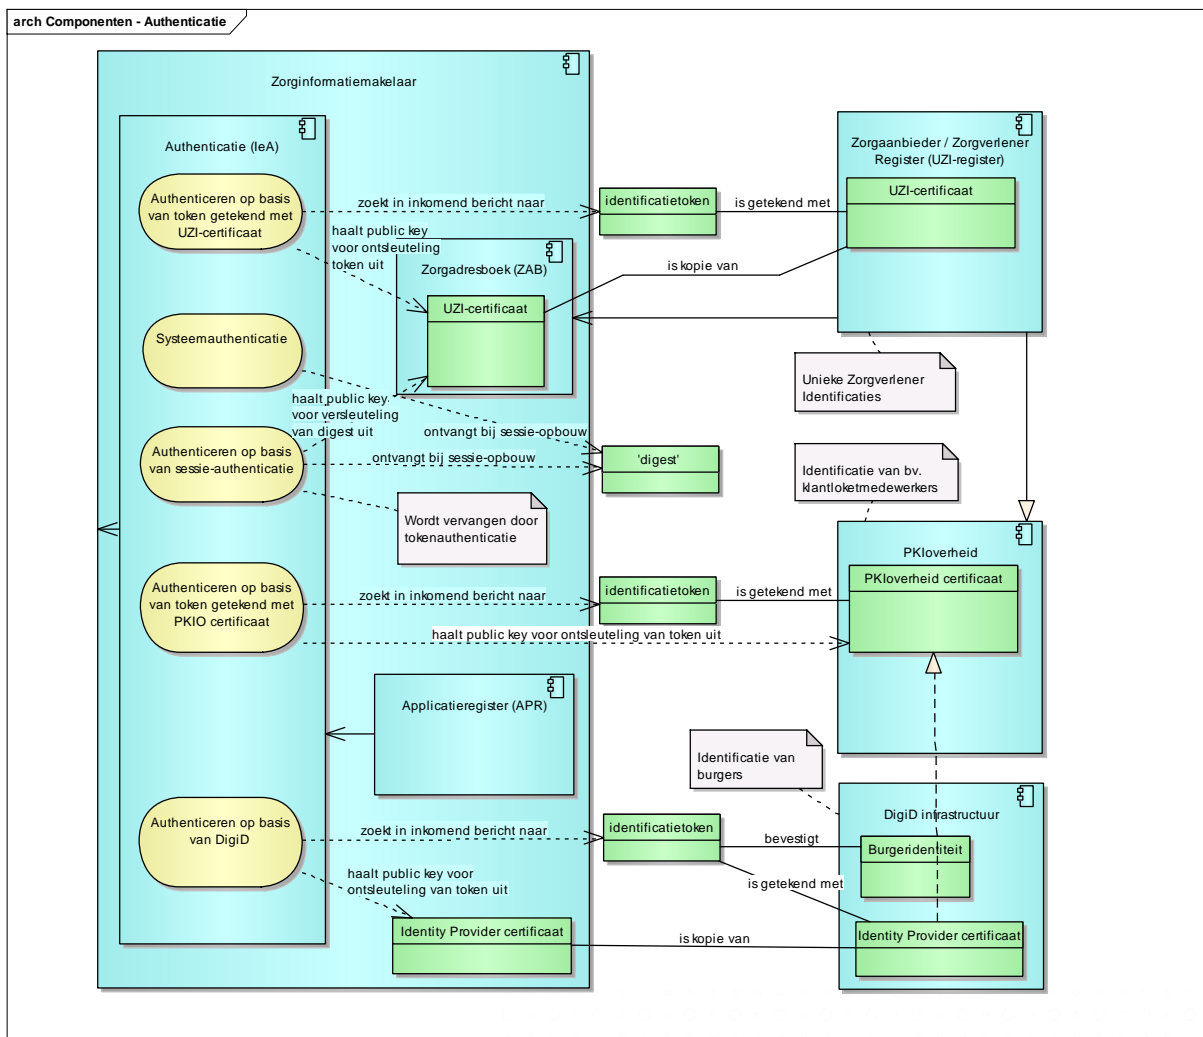 arch Componenten - Authenticatie
Zorginformatiemakelaar
Authenticatie (IeA)
Authenticeren op basis
van token getekend met
UZI-certificaat
zoekt in inkomend bericht naar
identificatietoken
is getekend met
Zorgaanbieder / Zorgverlener
Register (UZI-register)
UZI-certificaat
haalt public key
voor ontsleuteling
token uit
Zorgadresboek (ZAB)
UZI-certificaat
is kopie van
Systeemauthenticatie
Unieke Zorgverlener
Identificaties
haalt public key
voor versleuteling
van digest uit
ontvangt bij sessie-opbouw
Authenticeren op basis
van sessie-authenticatie
ontvangt bij sessie-opbouw
'digest'
Identificatie van bv.
klantloketmedewerkers
Wordt vervangen door
tokenauthenticatie
PKIoverheid
PKIoverheid certificaat
Authenticeren op basis
van token getekend met
PKIO certificaat
zoekt in inkomend bericht naar
identificatietoken
is getekend met
haalt public key voor ontsleuteling van token uit
Applicatieregister (APR)
Identificatie van
burgers
DigiD infrastructuur
Authenticeren op basis
van DigiD
zoekt in inkomend bericht naar
identificatietoken
bevestigt
Burgeridentiteit
is getekend met
haalt public key voor
ontsleuteling van token uit
Identity Provider certificaat
is kopie van
Identity Provider certificaat